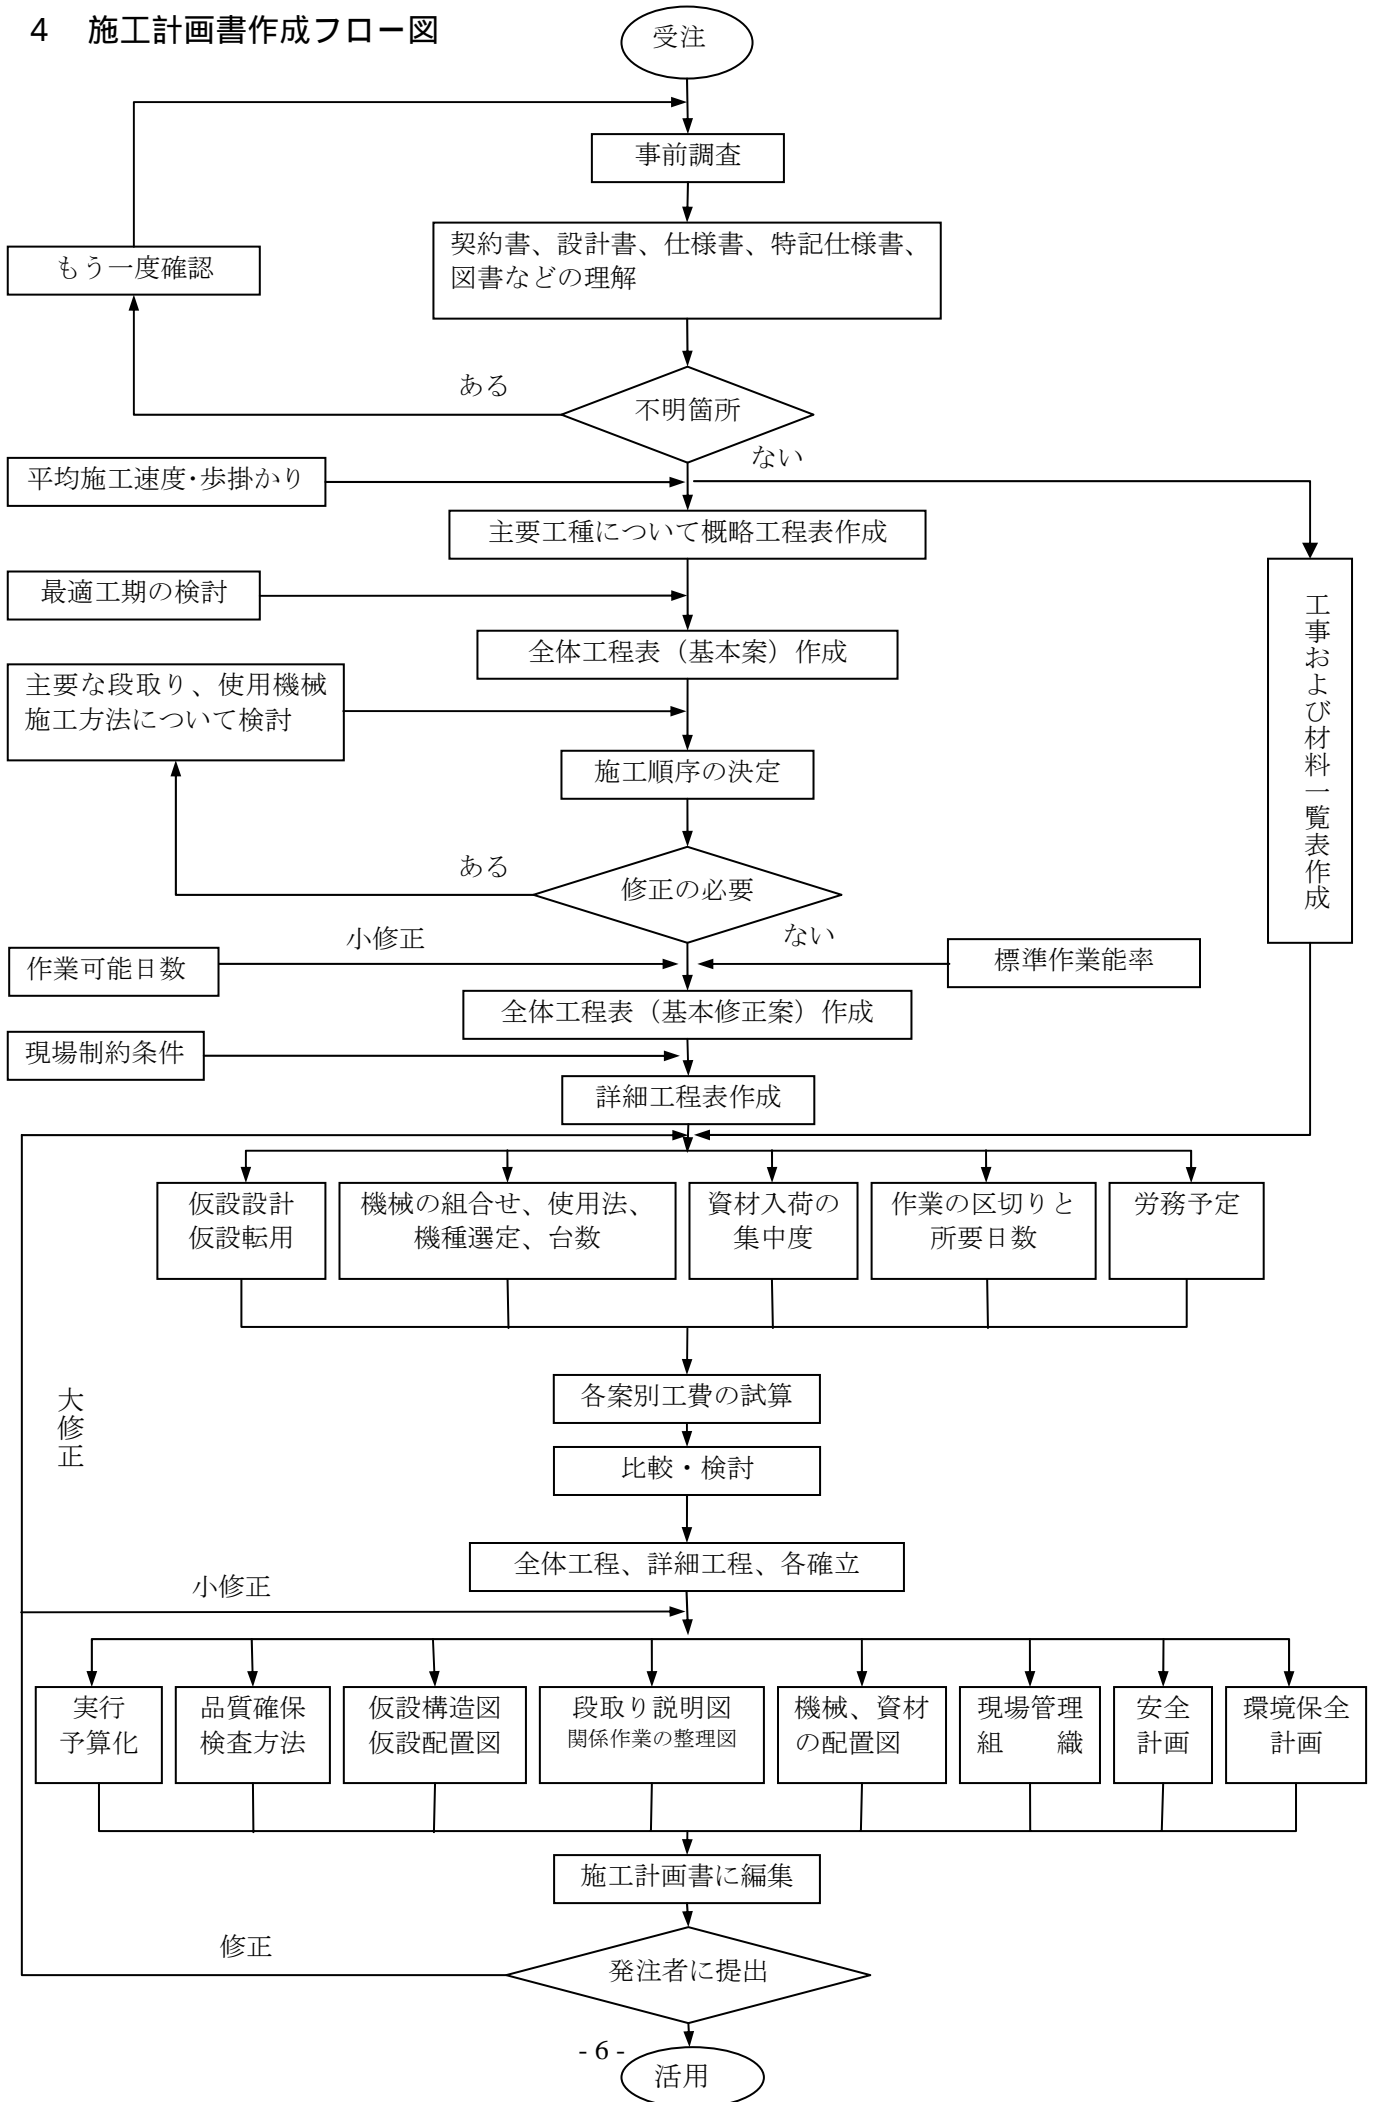 4 施工計画書作成フロー図
受注
事前調査
契約書、設計書、仕様書、特記仕様書、
図書などの理解
もう一度確認
ある
不明箇所
ない
平均施工速度・歩掛かり
主要工種について概略工程表作成
最適工期の検討
全体工程表（基本案）作成
工事および材料一覧表作成
主要な段取り、使用機械
施工方法について検討
施工順序の決定
ある
修正の必要
小修正
ない
作業可能日数
標準作業能率
全体工程表（基本修正案）作成
現場制約条件
詳細工程表作成
仮設設計
仮設転用
機械の組合せ、使用法、
機種選定、台数
資材入荷の
集中度
作業の区切りと
所要日数
労務予定
各案別工費の試算
大修正
比較・検討
全体工程、詳細工程、各確立
小修正
実行
予算化
品質確保
検査方法
仮設構造図
仮設配置図
段取り説明図
関係作業の整理図
機械、資材
の配置図
現場管理
組　　織
安全
計画
環境保全
計画
施工計画書に編集
修正
発注者に提出
- 6 -
活用